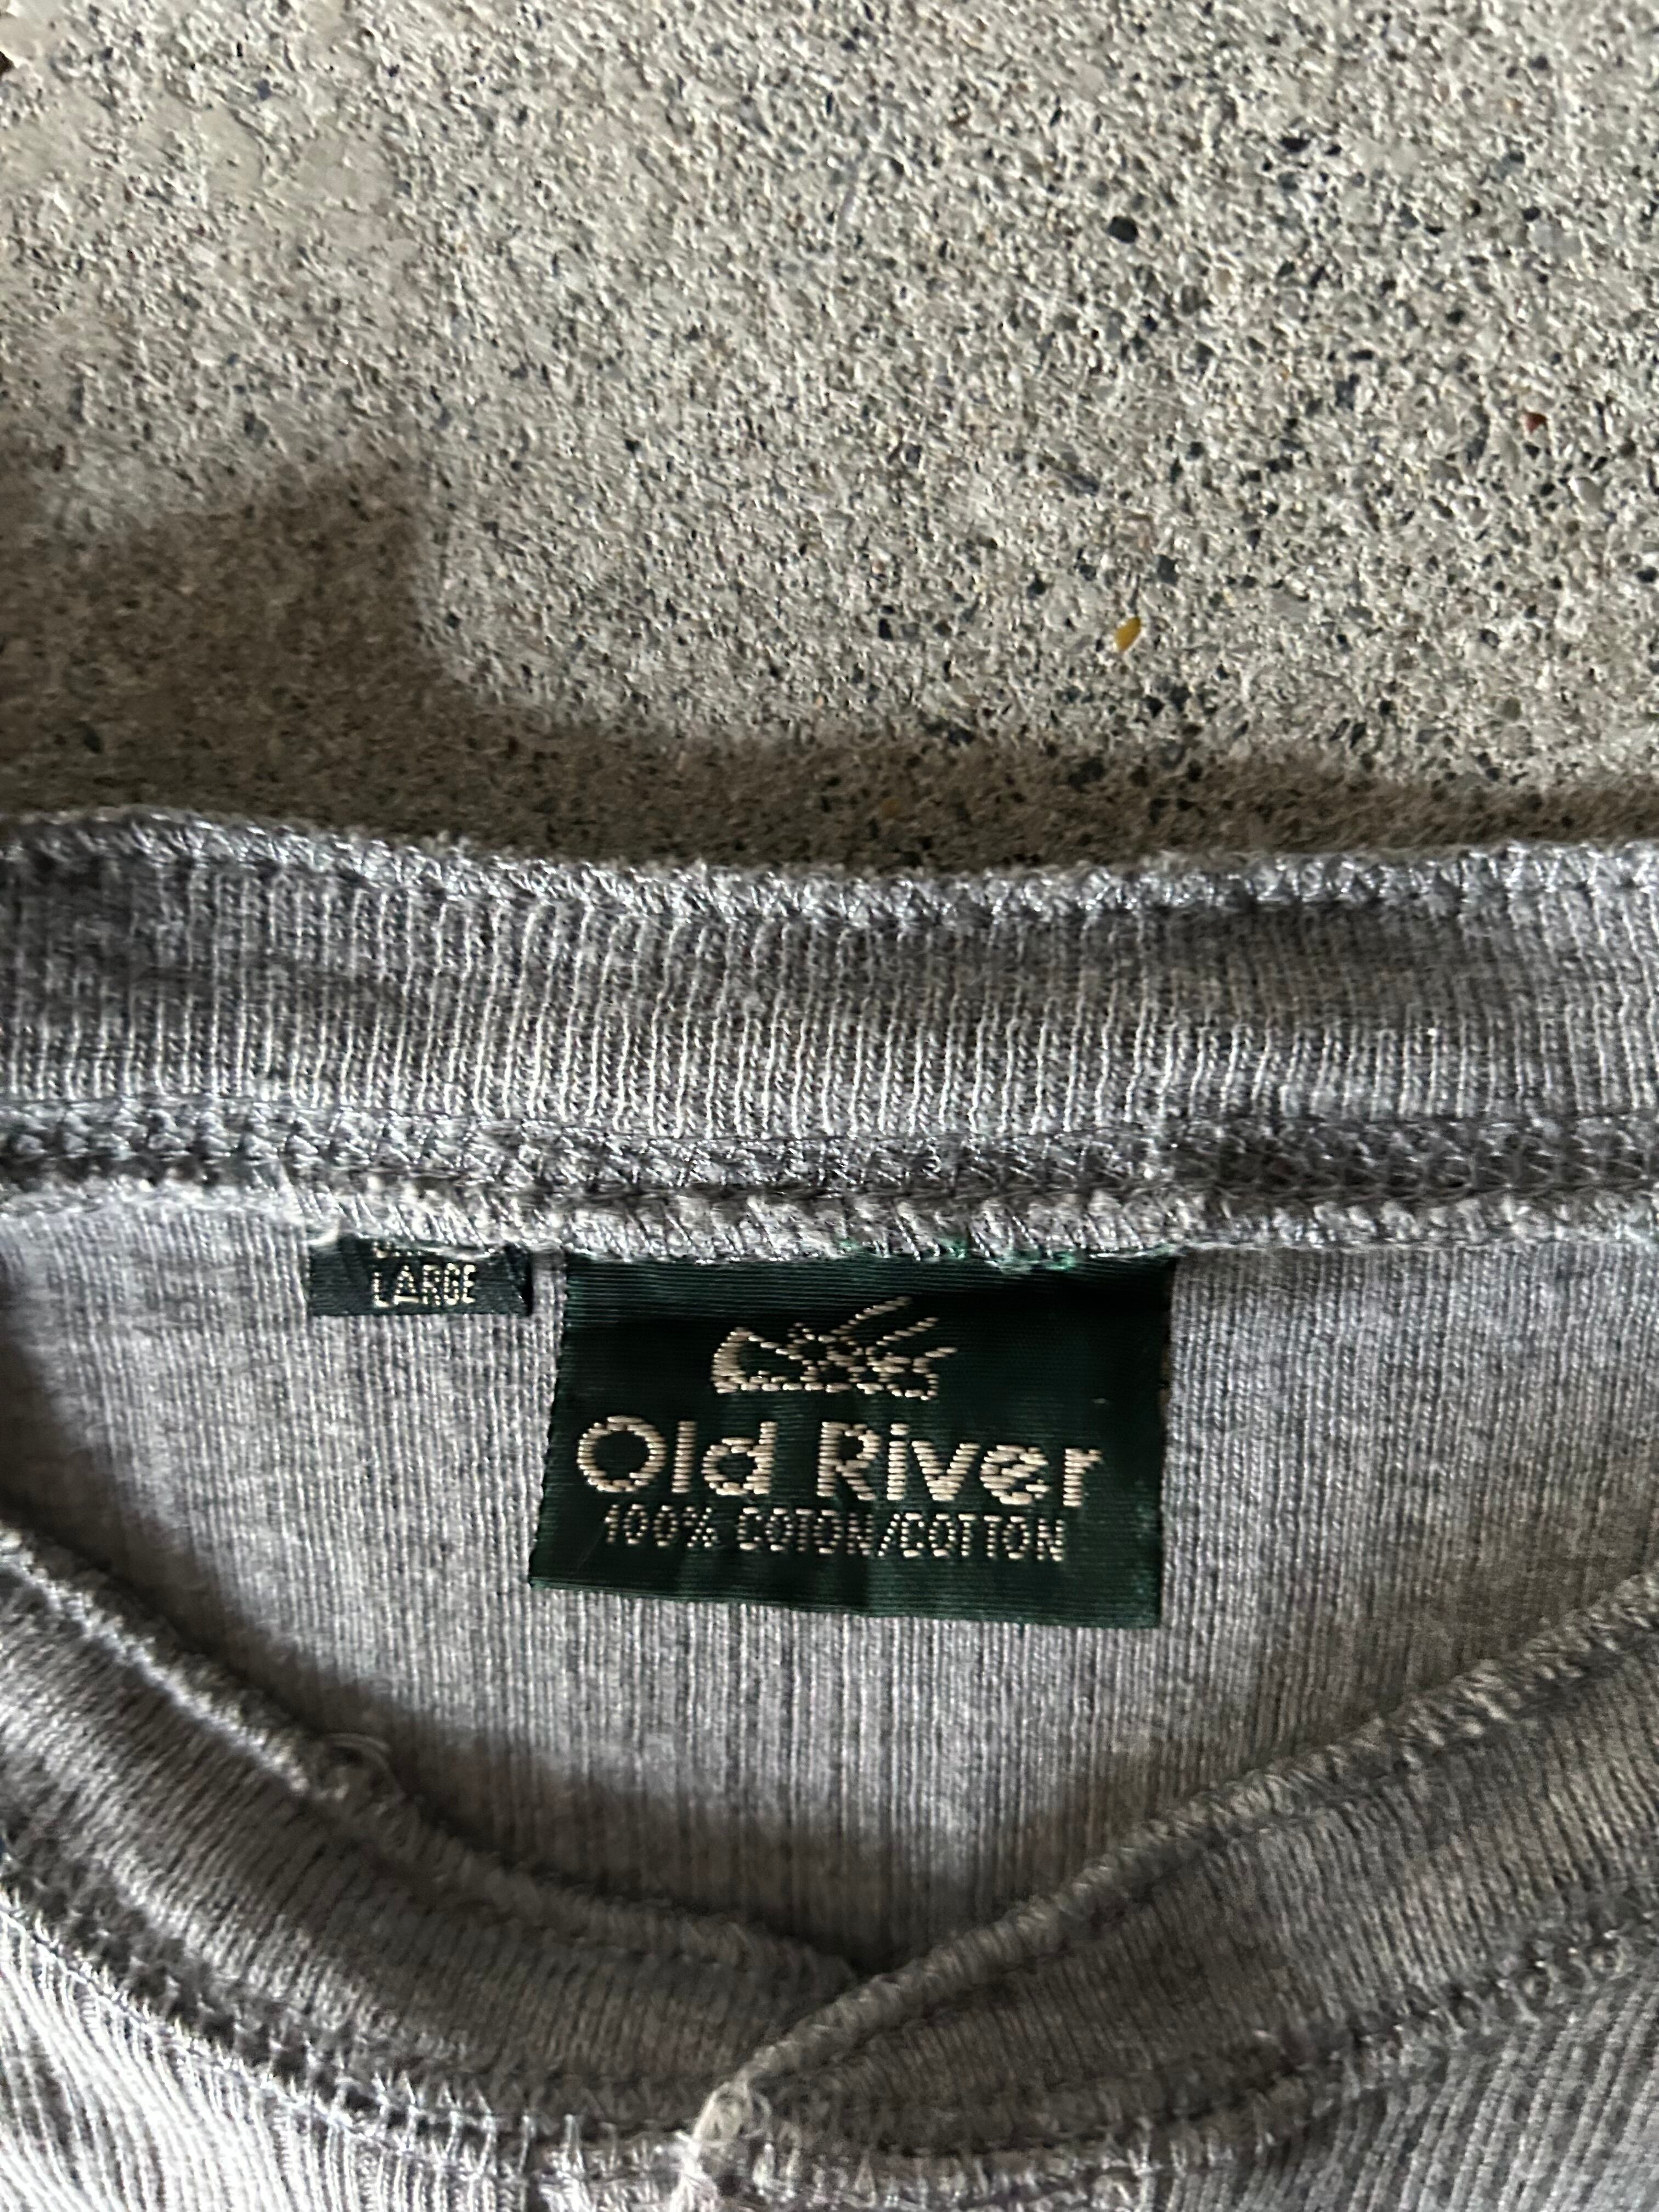 LARGE
Old River
100% COTON/COTTON